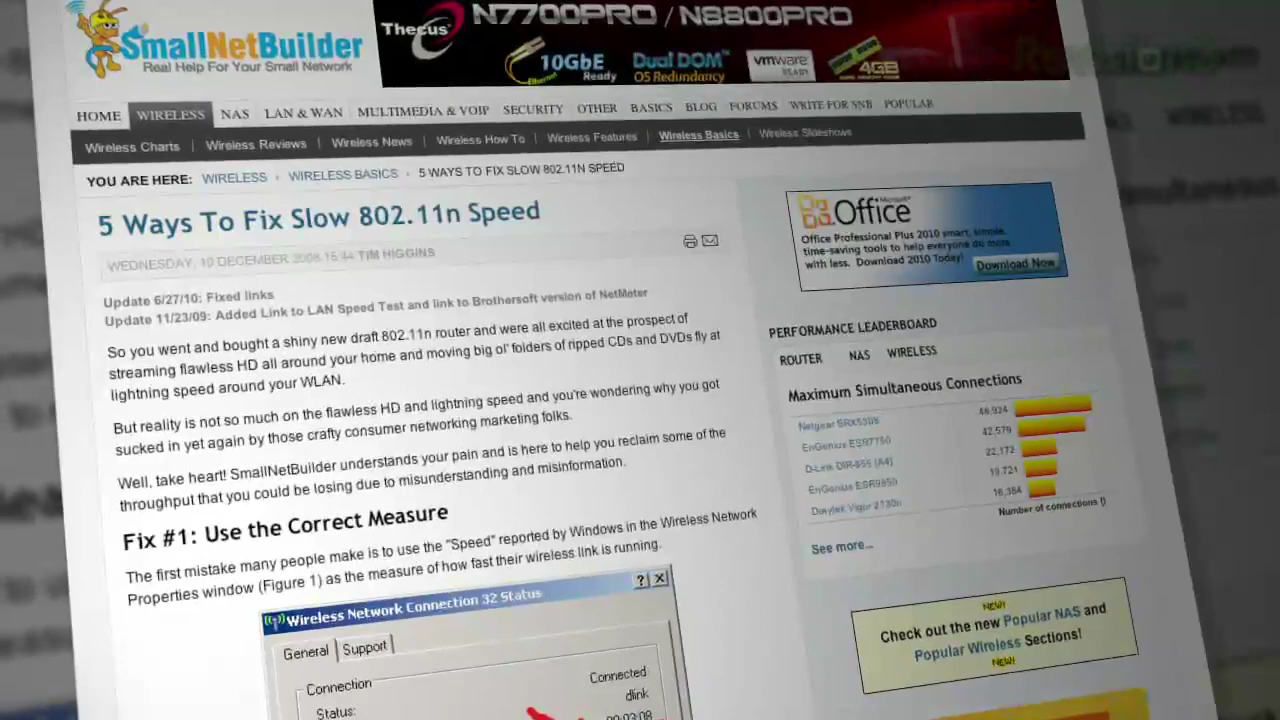 Thecus N7700PRO / N8800PRO
SmallNetBuilder
Real Help For Your Small Network
10GbE Ready Ethernet
Dual DOM™ OS Redundancy
vmware READY
4GB
HOME WIRELESS NAS LAN & WAN MULTIMEDIA & VOIP SECURITY OTHER BASICS BLOG FORUMS WRITE FOR SNB POPULAR
Wireless Charts | Wireless Reviews | Wireless News | Wireless How To | Wireless Features | Wireless Basics | Wireless Slideshows
YOU ARE HERE: WIRELESS › WIRELESS BASICS › 5 WAYS TO FIX SLOW 802.11N SPEED
5 Ways To Fix Slow 802.11n Speed
WEDNESDAY, 10 DECEMBER 2008 15:44 TIM HIGGINS
Update 6/27/10: Fixed links
Update 11/23/09: Added Link to LAN Speed Test and link to Brothersoft version of NetMeter
So you went and bought a shiny new draft 802.11n router and were all excited at the prospect of
streaming flawless HD all around your home and moving big ol' folders of ripped CDs and DVDs fly at
lightning speed around your WLAN.
But reality is not so much on the flawless HD and lightning speed and you're wondering why you got
sucked in yet again by those crafty consumer networking marketing folks.
Well, take heart! SmallNetBuilder understands your pain and is here to help you reclaim some of the
throughput that you could be losing due to misunderstanding and misinformation.
Fix #1: Use the Correct Measure
The first mistake many people make is to use the "Speed" reported by Windows in the Wireless Network
Properties window (Figure 1) as the measure of how fast their wireless link is running.
Wireless Network Connection 32 Status
General Support
Connection
Status: Connected
dlink
00:03:08
Microsoft
Office
Office Professional Plus 2010 smart, simple,
time-saving tools to help everyone do more
with less. Download 2010 Today!
Download Now
PERFORMANCE LEADERBOARD
ROUTER NAS WIRELESS
Maximum Simultaneous Connections
Netgear SRX5308 48,924
EnGenius ESR7750 42,579
D-Link DIR-855 [A4] 22,172
EnGenius ESR9850 19,721
Draytek Vigor 2130n 16,384
Number of connections ()
See more...
NEW!
Check out the new Popular NAS and
Popular Wireless Sections!
NEW!